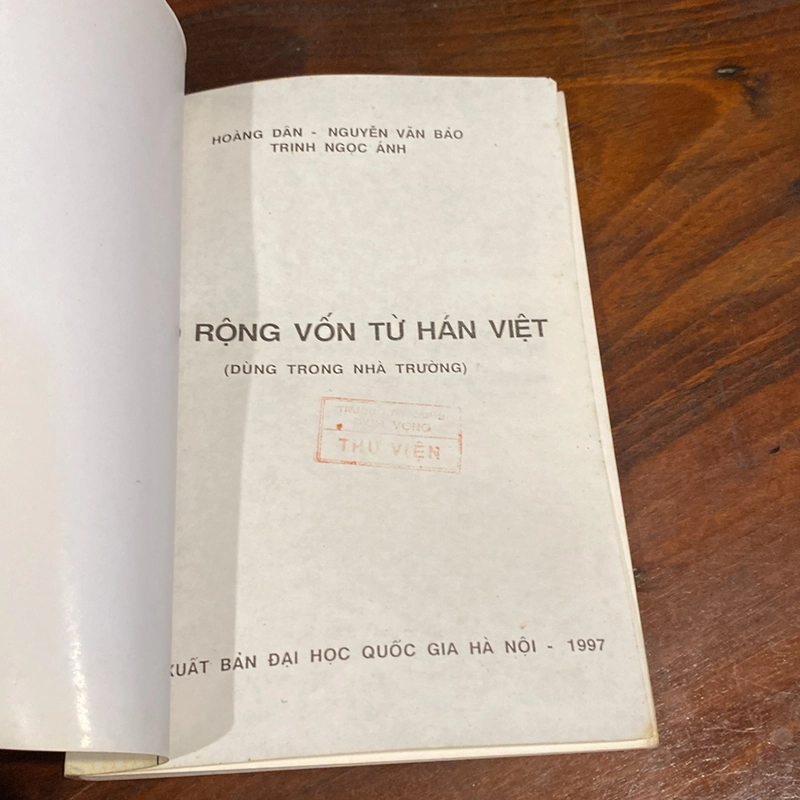 HOÀNG DÂN - NGUYỄN VĂN BẢO
TRỊNH NGỌC ÁNH
RỘNG VỐN TỪ HÁN VIỆT
(DÙNG TRONG NHÀ TRƯỜNG)
VỌNG
THƯ VIỆN
XUẤT BẢN ĐẠI HỌC QUỐC GIA HÀ NỘI - 1997